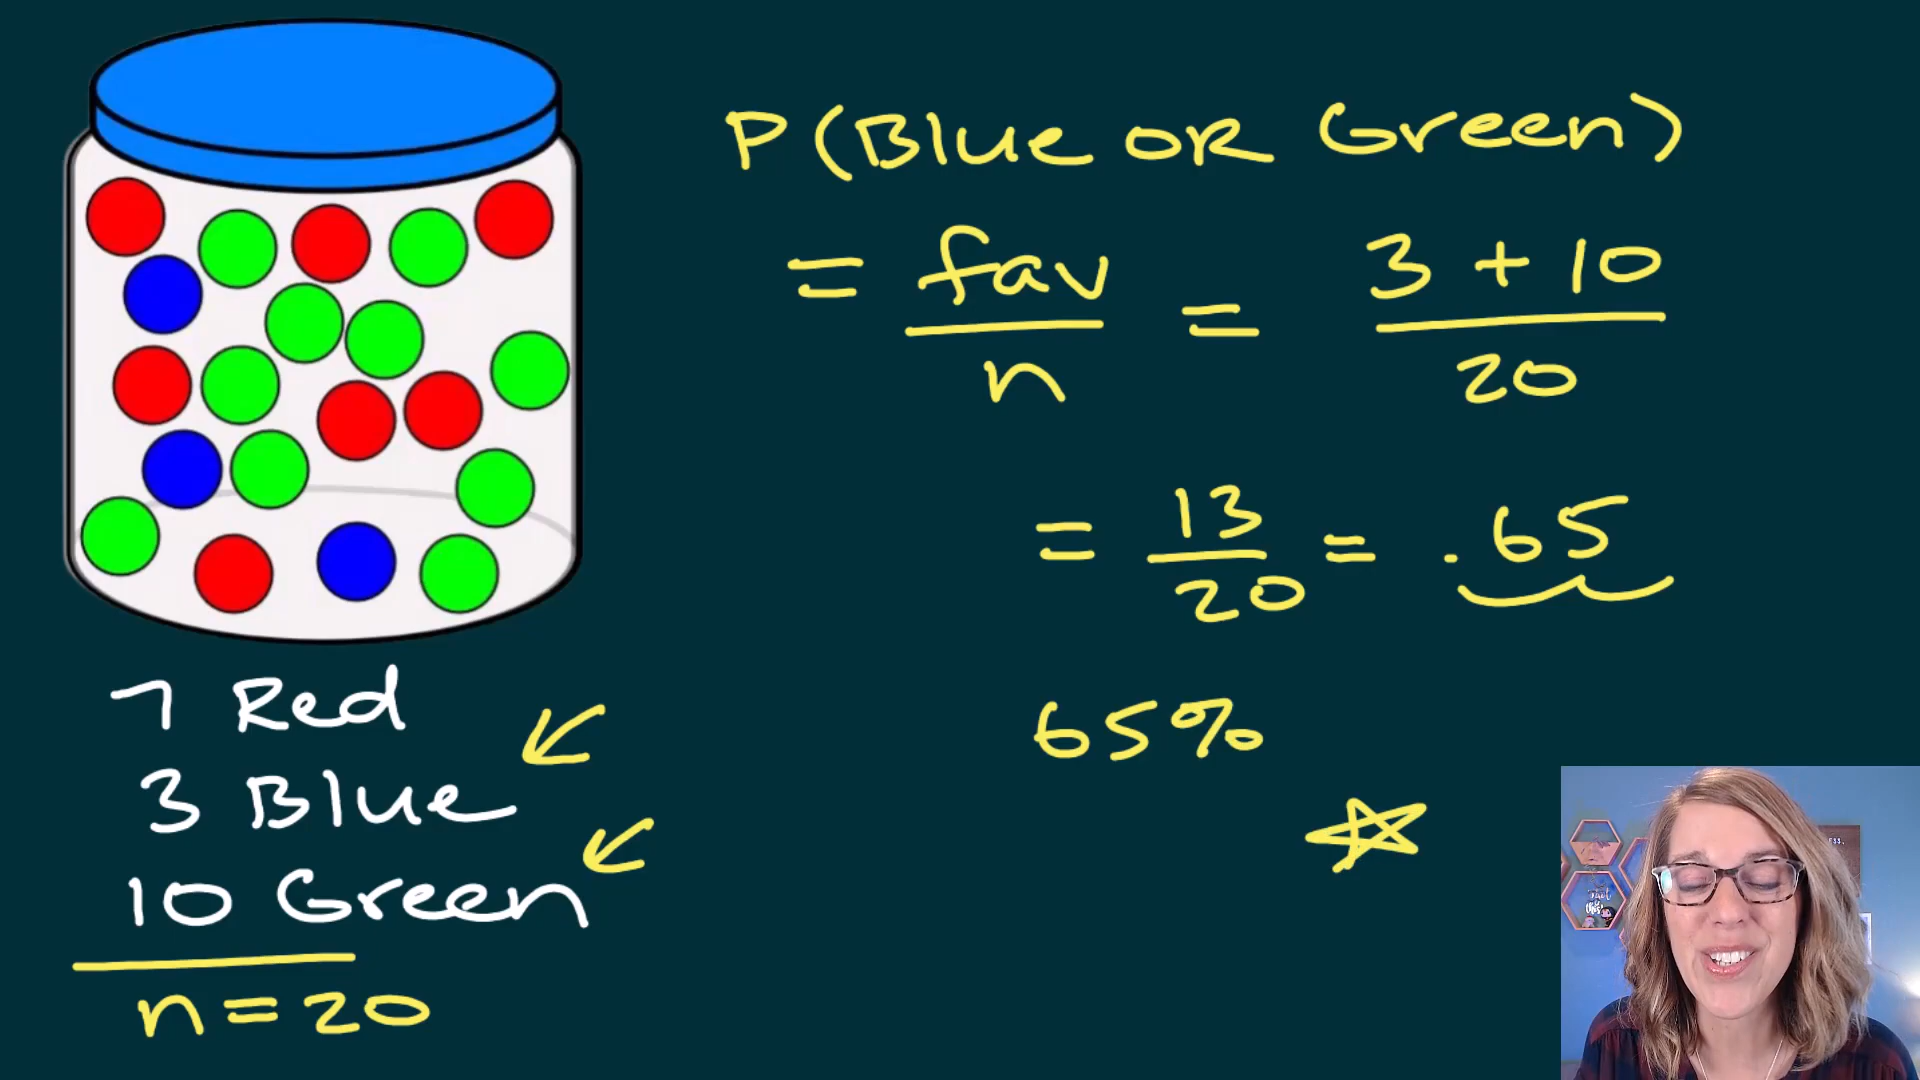 P(Blue OR Green)
= fav/n = 3 + 10/20
= 13/20 = .65
65%
7 Red
3 Blue
10 Green
n=20